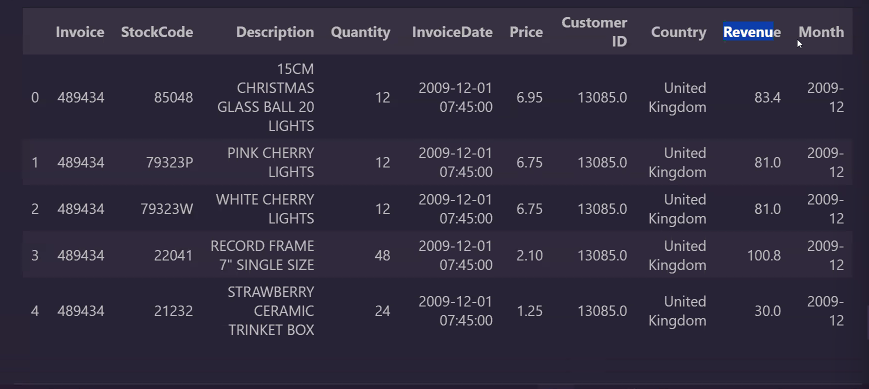 Invoice StockCode Description Quantity InvoiceDate Price Customer ID Country Revenue Month
0 489434 85048 15CM CHRISTMAS GLASS BALL 20 LIGHTS 12 2009-12-01 07:45:00 6.95 13085.0 United Kingdom 83.4 2009-12
1 489434 79323P PINK CHERRY LIGHTS 12 2009-12-01 07:45:00 6.75 13085.0 United Kingdom 81.0 2009-12
2 489434 79323W WHITE CHERRY LIGHTS 12 2009-12-01 07:45:00 6.75 13085.0 United Kingdom 81.0 2009-12
3 489434 22041 RECORD FRAME 7" SINGLE SIZE 48 2009-12-01 07:45:00 2.10 13085.0 United Kingdom 100.8 2009-12
4 489434 21232 STRAWBERRY CERAMIC TRINKET BOX 24 2009-12-01 07:45:00 1.25 13085.0 United Kingdom 30.0 2009-12